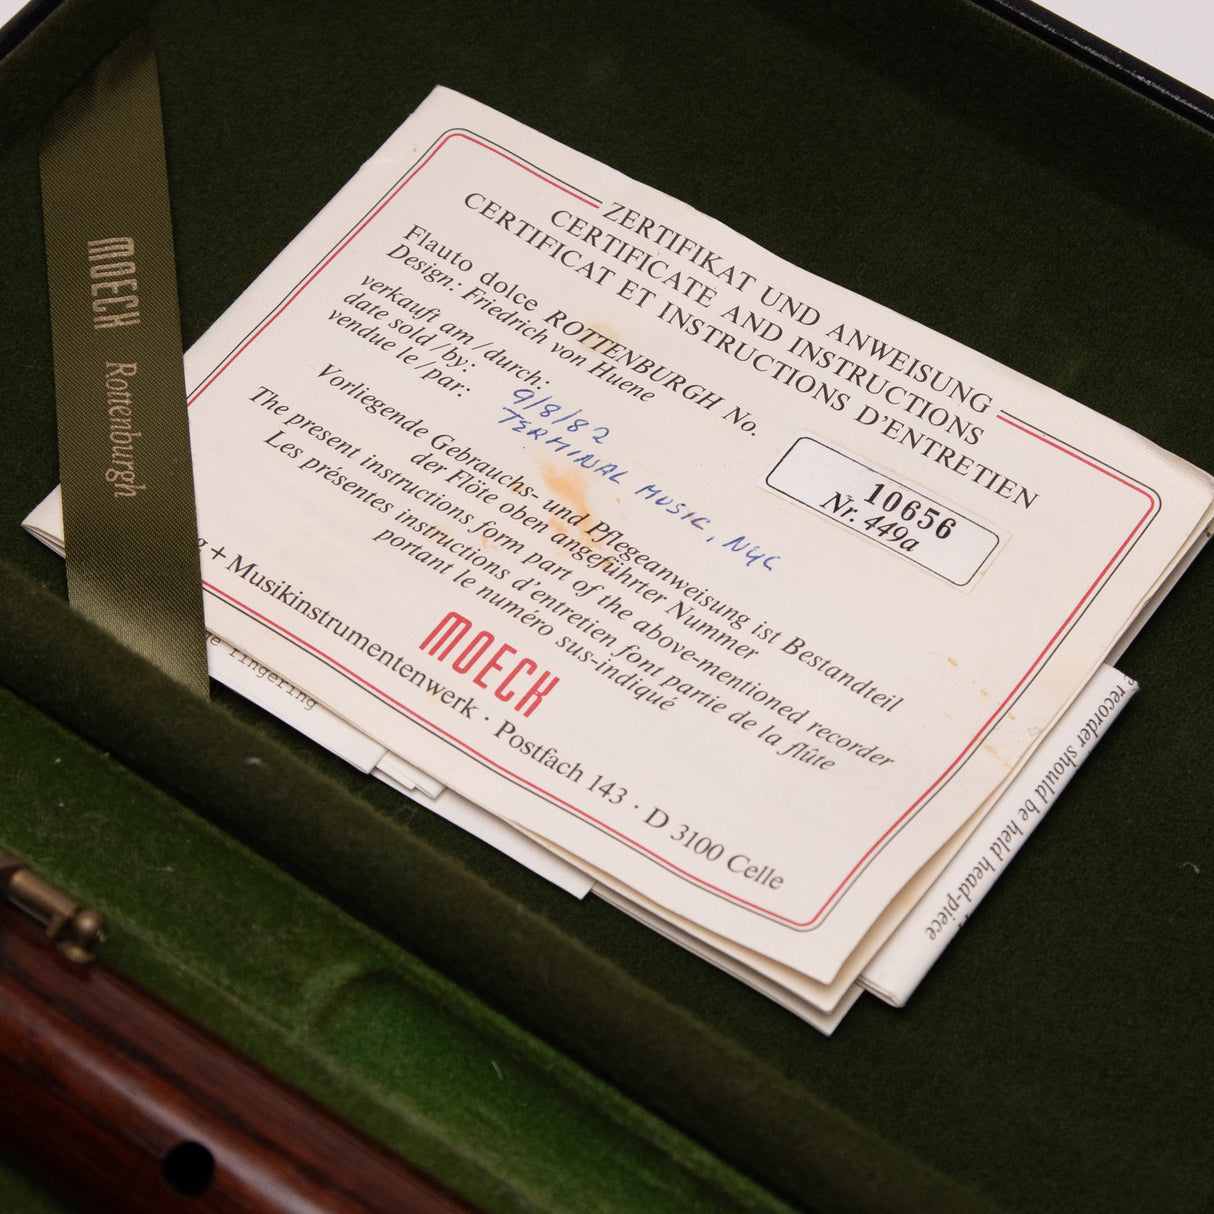 ZERTIFIKAT UND ANWEISUNG
CERTIFICATE AND INSTRUCTIONS
CERTIFICAT ET INSTRUCTIONS D'ENTRETIEN
Flauto dolce ROTTENBURGH No.
Design: Friedrich von Huene
10656
Nr. 449a
verkauft am/durch:
date sold/by:
vendue le/par:
9/8/82
TERMINAL MUSIC, NYC
Vorliegende Gebrauchs- und Pflegeanweisung ist Bestandteil
der Flöte oben angeführter Nummer
The present instructions form part of the above-mentioned recorder
Les présentes instructions d'entretien font partie de la flûte
portant le numéro sus-indiqué
MOECK
g + Musikinstrumentenwerk · Postfach 143 · D 3100 Celle
MOECK Rottenburgh
fingering
recorder should be held head-piece